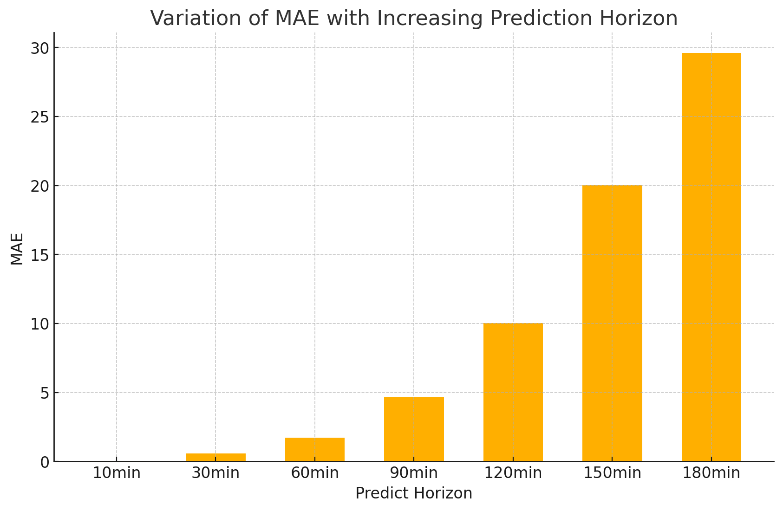 Variation of MAE with Increasing Prediction Horizon
30
25
20
15
10
5
0
MAE
10min 30min 60min 90min 120min 150min 180min
Predict Horizon